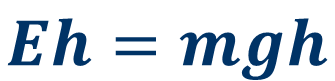 Eh = mgh